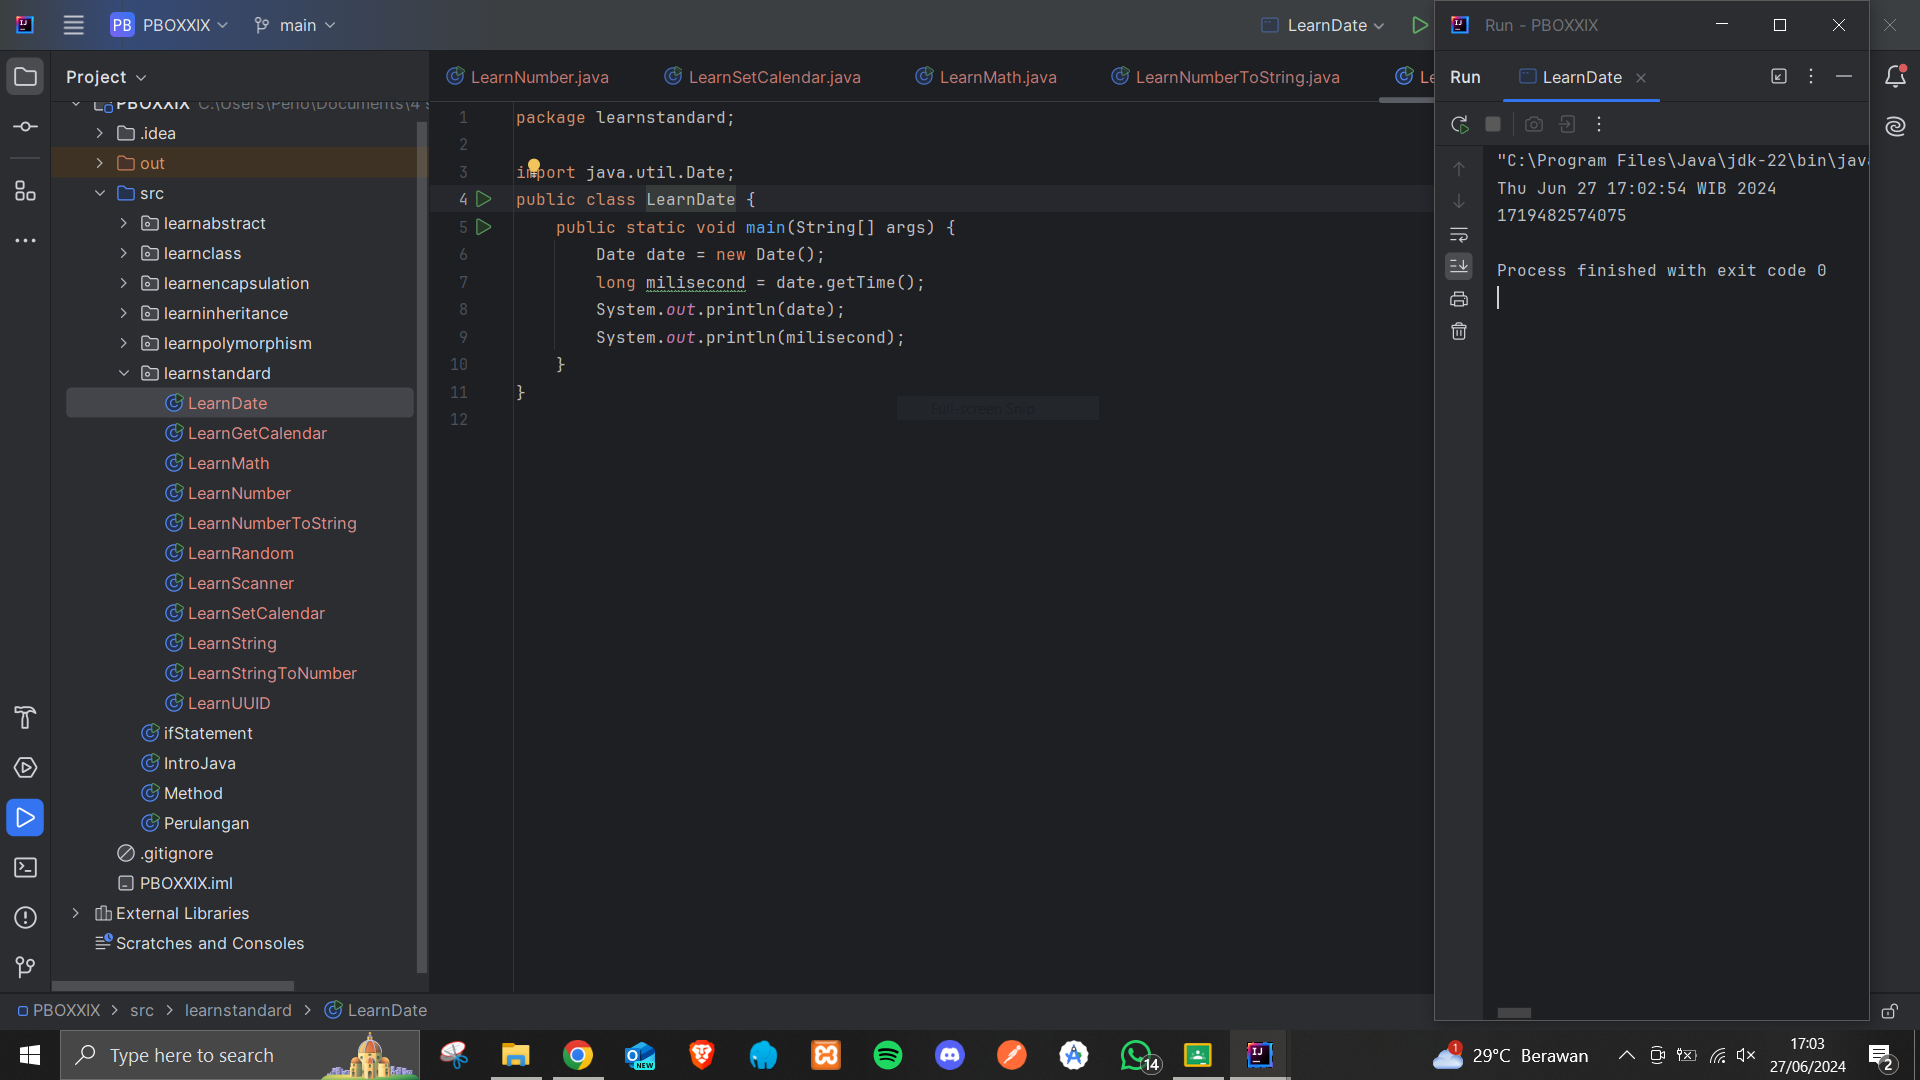 PB PBOXXIX
main
LearnDate
Run - PBOXXIX
Project
LearnNumber.java
LearnSetCalendar.java
LearnMath.java
LearnNumberToString.java
Run
LearnDate
PBOXXIX C:\Users\Peno\Documents\4 s
.idea
out
src
learnabstract
learnclass
learnencapsulation
learninheritance
learnpolymorphism
learnstandard
LearnDate
LearnGetCalendar
LearnMath
LearnNumber
LearnNumberToString
LearnRandom
LearnScanner
LearnSetCalendar
LearnString
LearnStringToNumber
LearnUUID
ifStatement
IntroJava
Method
Perulangan
.gitignore
PBOXXIX.iml
External Libraries
Scratches and Consoles
1 package learnstandard;
2
3 import java.util.Date;
4 public class LearnDate {
5 public static void main(String[] args) {
6 Date date = new Date();
7 long milisecond = date.getTime();
8 System.out.println(date);
9 System.out.println(milisecond);
10 }
11 }
12
Full-screen Snip
"C:\Program Files\Java\jdk-22\bin\java
Thu Jun 27 17:02:54 WIB 2024
1719482574075
Process finished with exit code 0
PBOXXIX > src > learnstandard > LearnDate
Type here to search
NEW
14
1
29°C Berawan
17:03
27/06/2024
2